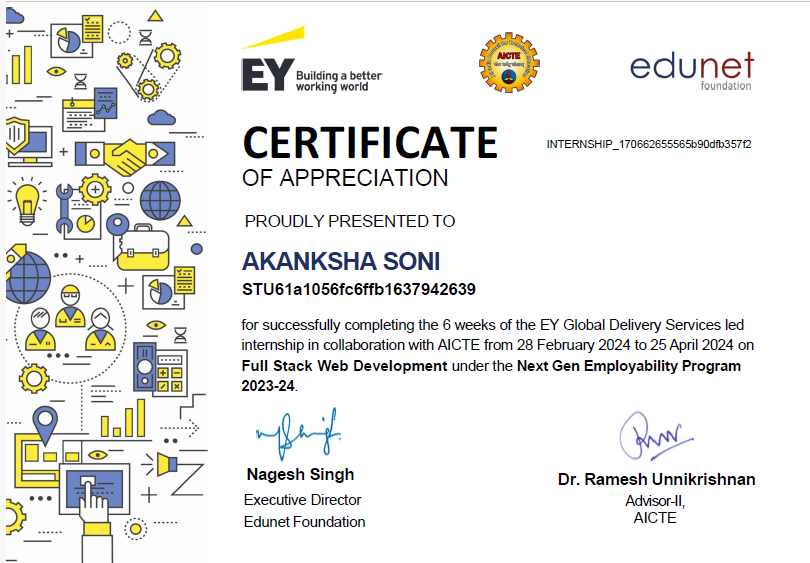 EY Building a better
working world
AICTE
edunet
foundation
CERTIFICATE
OF APPRECIATION
INTERNSHIP_170662655565b90dfb357f2
PROUDLY PRESENTED TO
AKANKSHA SONI
STU61a1056fc6ffb1637942639
for successfully completing the 6 weeks of the EY Global Delivery Services led
internship in collaboration with AICTE from 28 February 2024 to 25 April 2024 on
Full Stack Web Development under the Next Gen Employability Program
2023-24.
Nagesh Singh
Executive Director
Edunet Foundation
Dr. Ramesh Unnikrishnan
Advisor-II,
AICTE